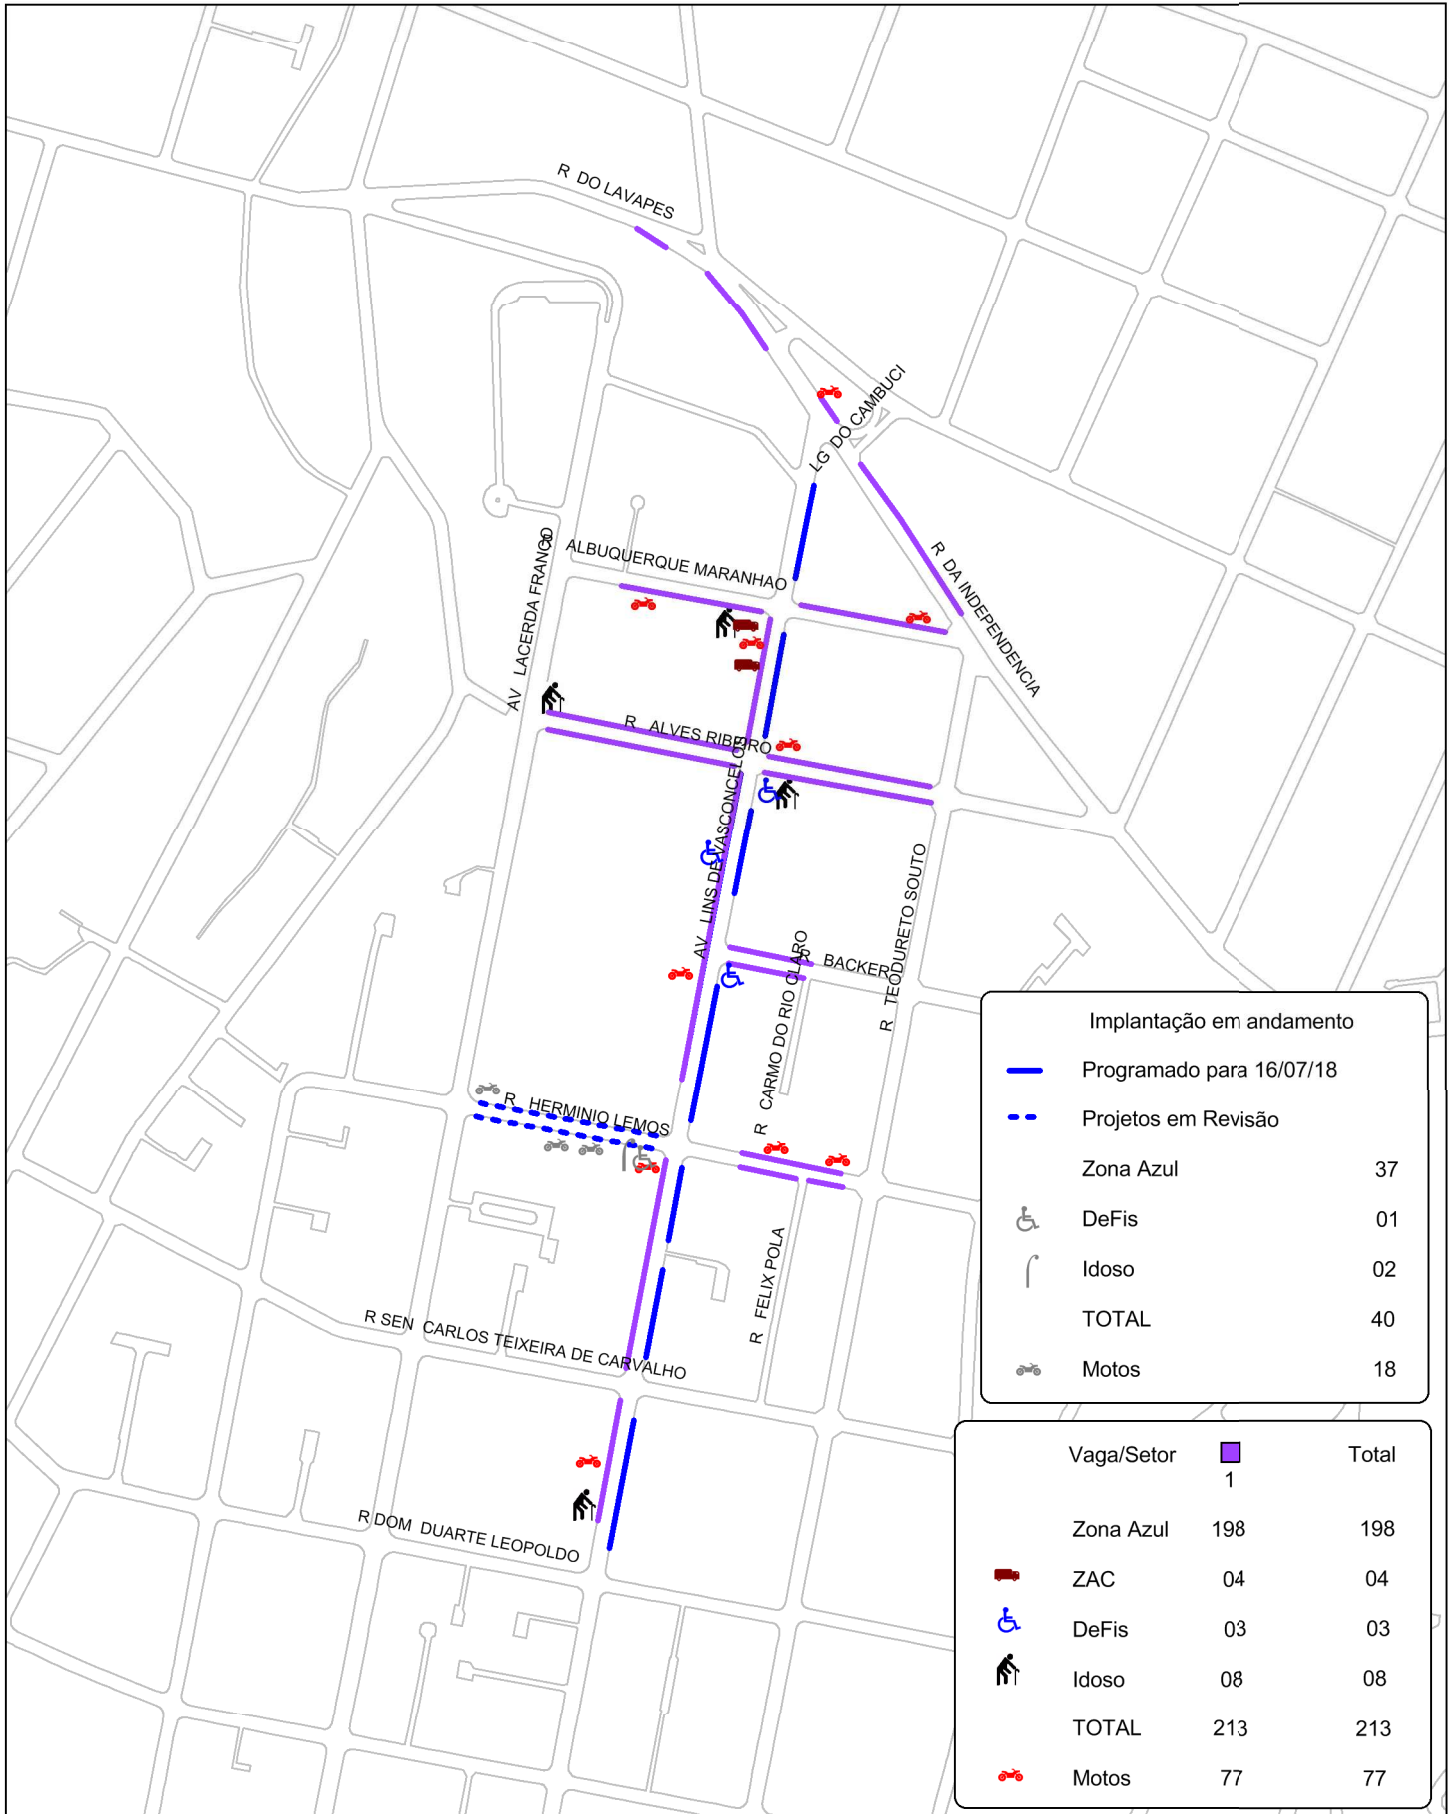 R DO LAVAPES
LG DO CAMBUCI
R DA INDEPENDENCIA
R ALBUQUERQUE MARANHAO
AV LACERDA FRANCO
R ALVES RIBEIRO
AV LINS DE VASCONCELOS
R TEODURETO SOUTO
R BACKER
R CARMO DO RIO CLARO
R HERMINIO LEMOS
R FELIX POLA
R SEN CARLOS TEIXEIRA DE CARVALHO
R DOM DUARTE LEOPOLDO
Implantação em andamento
Programado para 16/07/18
Projetos em Revisão
Zona Azul 37
DeFis 01
Idoso 02
TOTAL 40
Motos 18
Vaga/Setor 1 Total
Zona Azul 198 198
ZAC 04 04
DeFis 03 03
Idoso 08 08
TOTAL 213 213
Motos 77 77